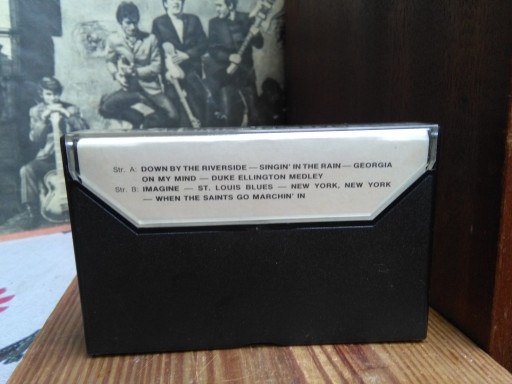 Str. A: DOWN BY THE RIVERSIDE — SINGIN' IN THE RAIN — GEORGIA
ON MY MIND — DUKE ELLINGTON MEDLEY
Str. B: IMAGINE — ST. LOUIS BLUES — NEW YORK, NEW YORK
— WHEN THE SAINTS GO MARCHIN' IN